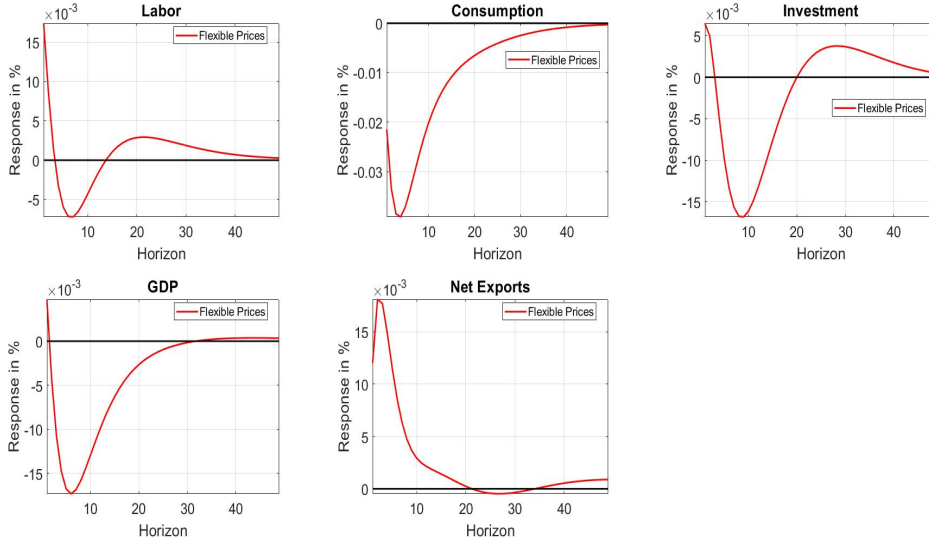 Labor
×10⁻³
15
10
5
0
-5
Response in %
Flexible Prices
10 20 30 40
Horizon
Consumption
0
-0.01
-0.02
-0.03
Response in %
Flexible Prices
10 20 30 40
Horizon
Investment
×10⁻³
5
0
-5
-10
-15
Response in %
Flexible Prices
10 20 30 40
Horizon
GDP
×10⁻³
0
-5
-10
-15
Response in %
Flexible Prices
10 20 30 40
Horizon
Net Exports
×10⁻³
15
10
5
0
Response in %
Flexible Prices
10 20 30 40
Horizon